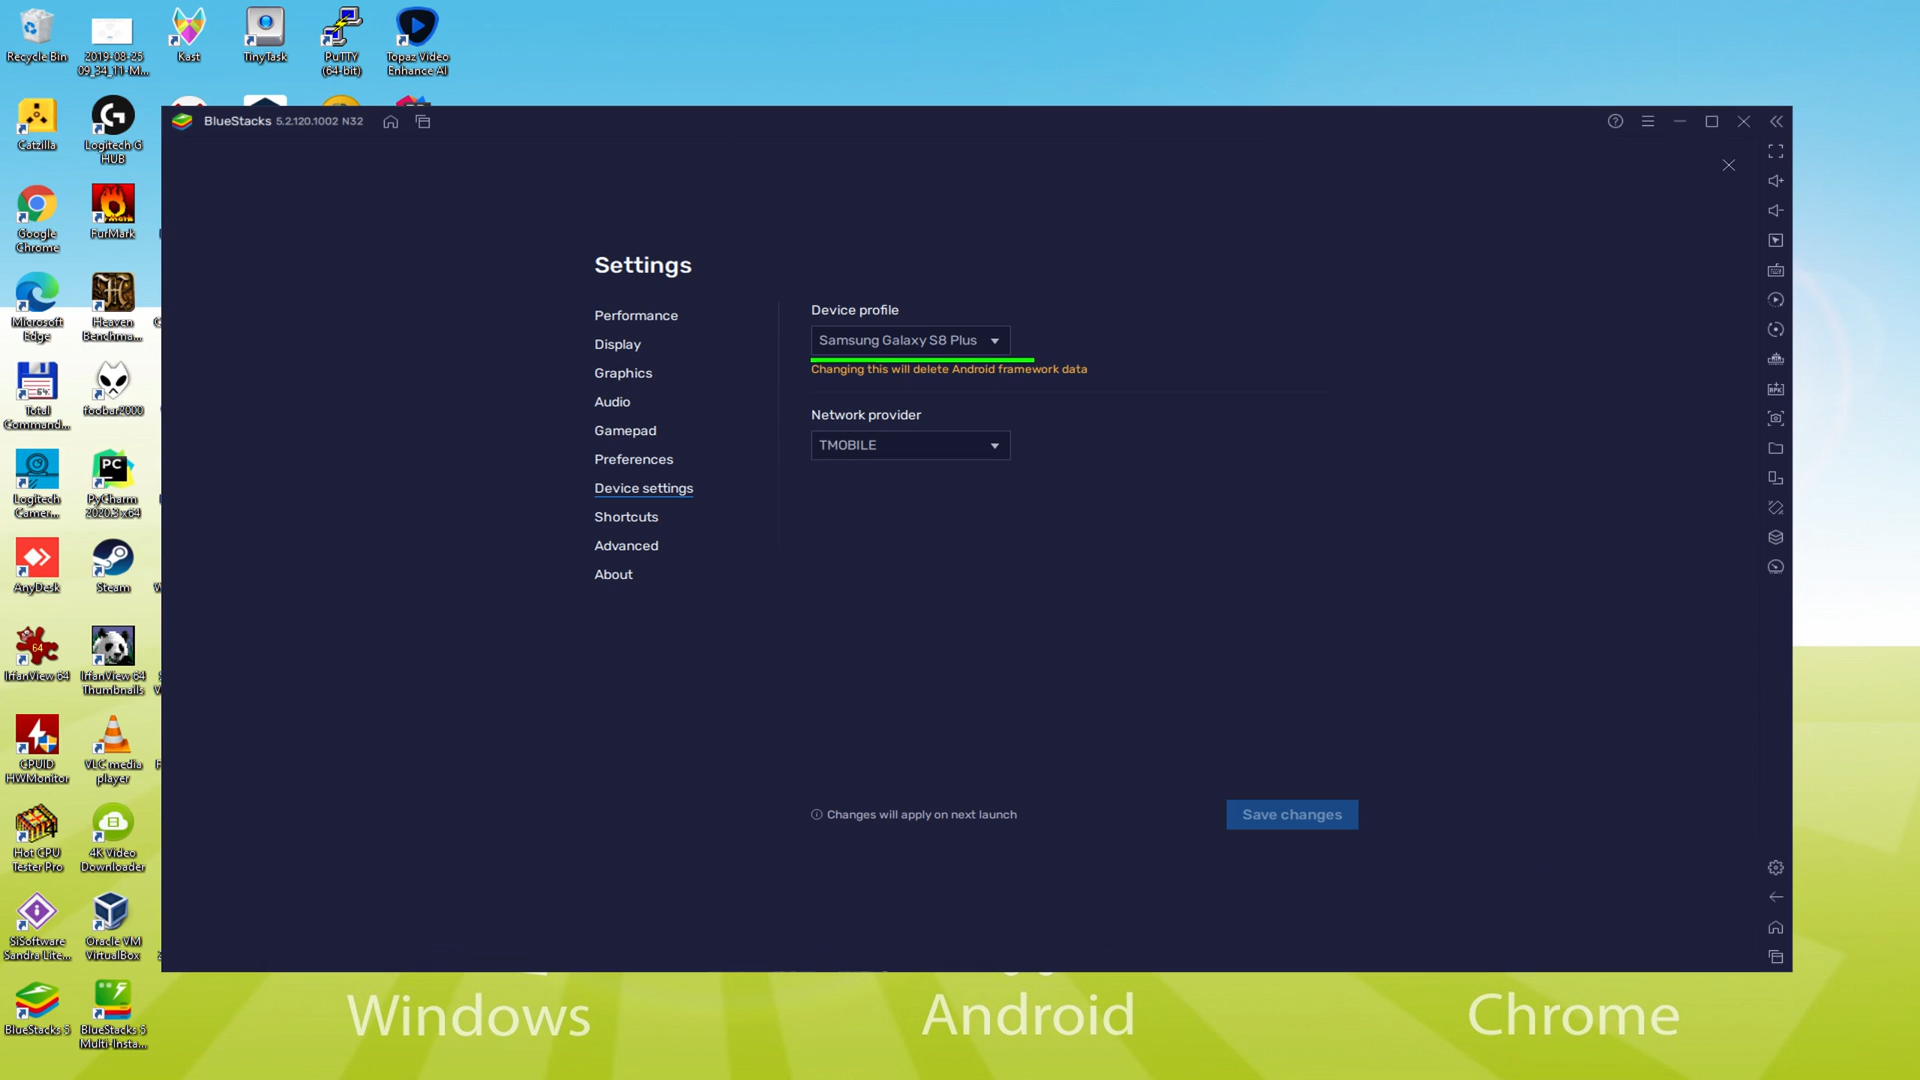 Recycle Bin
2019-08-25
09_34_11-M...
Kast
TinyTask
PuTTY
(64-bit)
Topaz Video
Enhance AI
Catzilla
Logitech G
HUB
Google
Chrome
FurMark
Microsoft
Edge
Heaven
Benchma...
Total
Command...
foobar2000
Logitech
Camer...
PC
PyCharm
2020.3 x64
AnyDesk
Steam
64
IrfanView 64
IrfanView 64
Thumbnails
CPUID
HWMonitor
VLC media
player
Hot CPU
Tester Pro
4K Video
Downloader
SiSoftware
Sandra Lite...
Oracle VM
VirtualBox
BlueStacks 5
BlueStacks 5
Multi-Insta...
BlueStacks 5.2.120.1002 N32
Settings
Performance
Display
Graphics
Audio
Gamepad
Preferences
Device settings
Shortcuts
Advanced
About
Device profile
Samsung Galaxy S8 Plus
Changing this will delete Android framework data
Network provider
TMOBILE
Changes will apply on next launch
Save changes
Windows
Android
Chrome